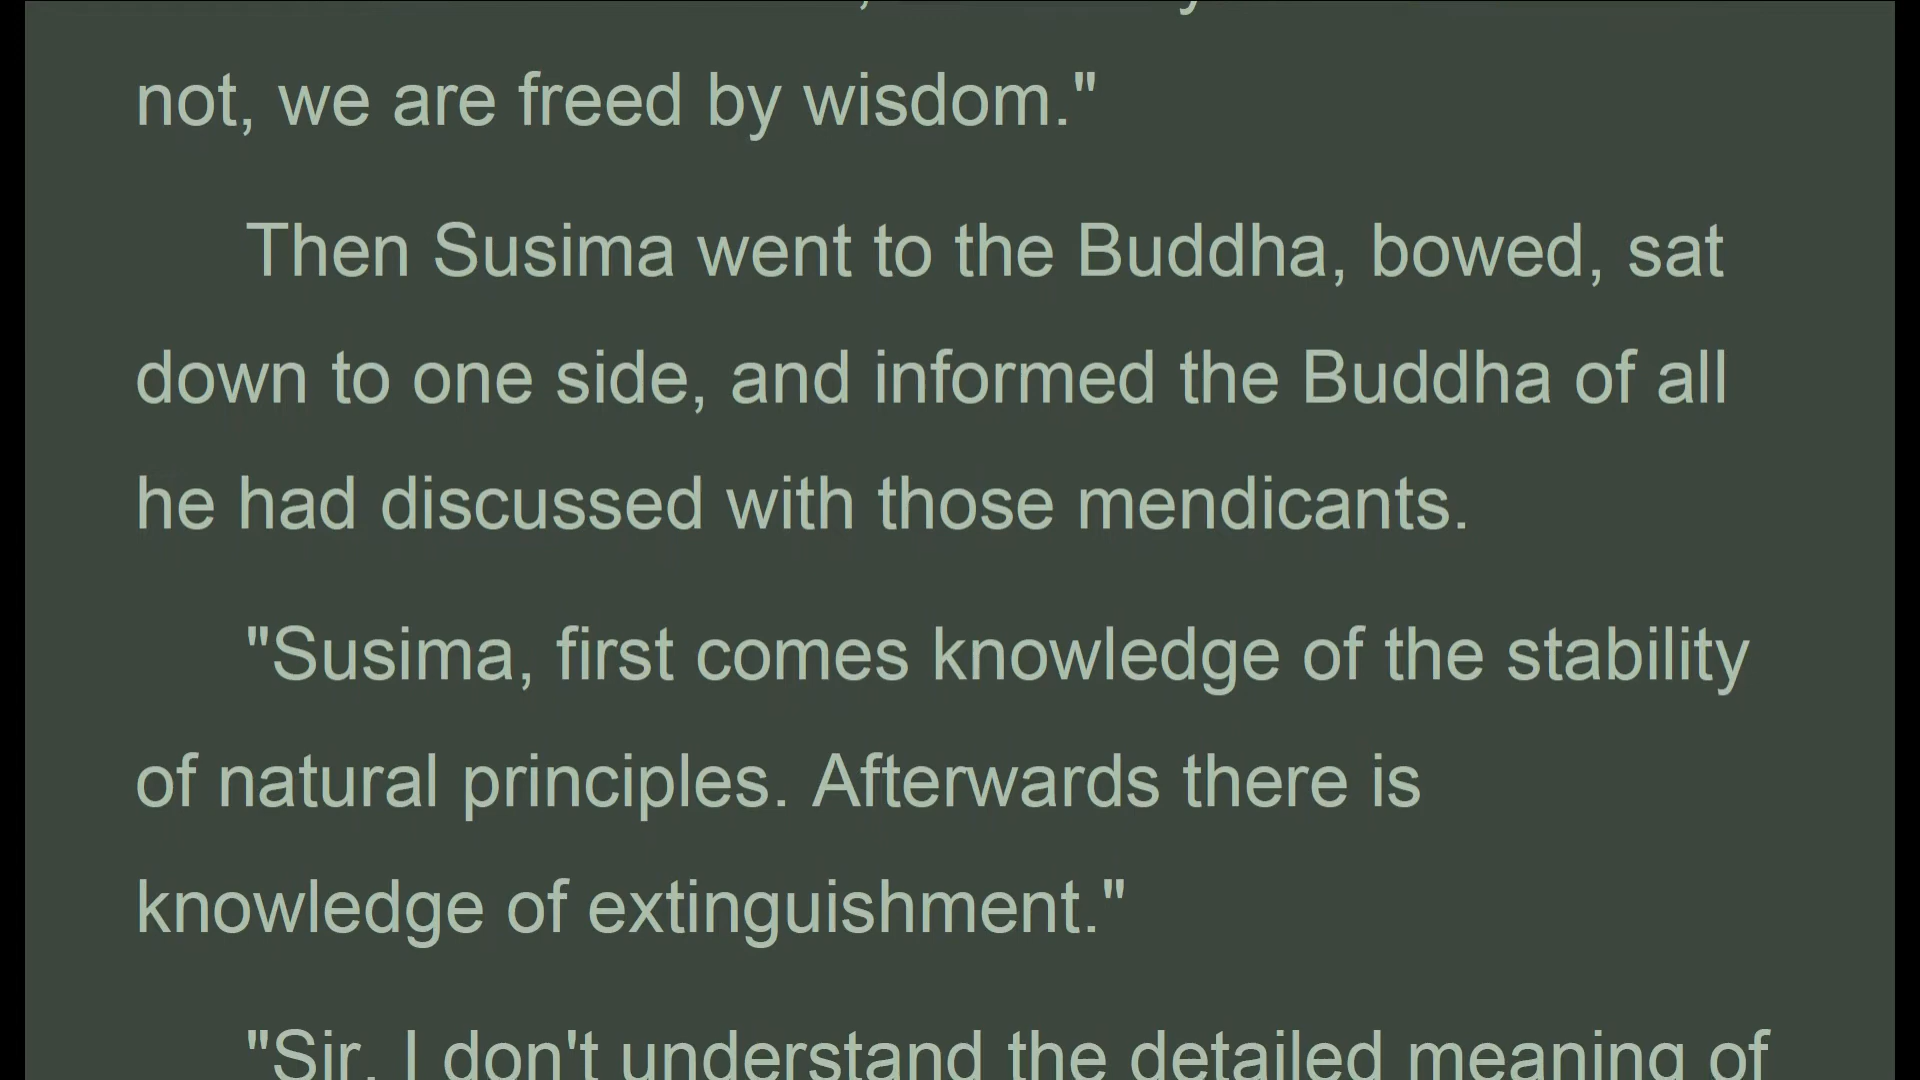 not, we are freed by wisdom."
Then Susima went to the Buddha, bowed, sat
down to one side, and informed the Buddha of all
he had discussed with those mendicants.
"Susima, first comes knowledge of the stability
of natural principles. Afterwards there is
knowledge of extinguishment."
"Sir, I don't understand the detailed meaning of